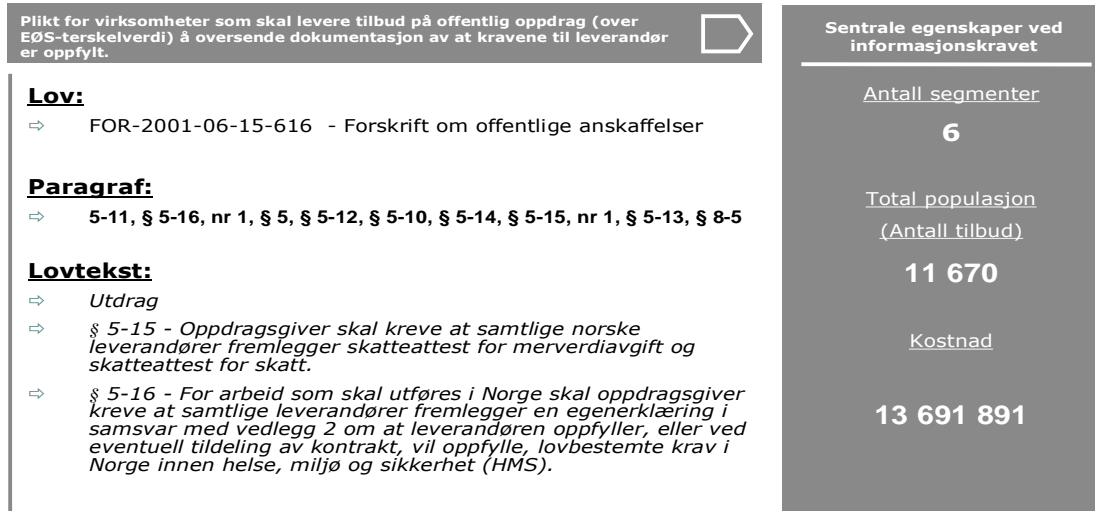 Plikt for virksomheter som skal levere tilbud på offentlig oppdrag (over
EØS-terskelverdi) å oversende dokumentasjon av at kravene til leverandør
er oppfylt.
Lov:
⇨ FOR-2001-06-15-616 - Forskrift om offentlige anskaffelser
Paragraf:
⇨ 5-11, § 5-16, nr 1, § 5, § 5-12, § 5-10, § 5-14, § 5-15, nr 1, § 5-13, § 8-5
Lovtekst:
⇨ Utdrag
⇨ § 5-15 - Oppdragsgiver skal kreve at samtlige norske
leverandører fremlegger skatteattest for merverdiavgift og
skatteattest for skatt.
⇨ § 5-16 - For arbeid som skal utføres i Norge skal oppdragsgiver
kreve at samtlige leverandører fremlegger en egenerklæring i
samsvar med vedlegg 2 om at leverandøren oppfyller, eller ved
eventuell tildeling av kontrakt, vil oppfylle, lovbestemte krav i
Norge innen helse, miljø og sikkerhet (HMS).
Sentrale egenskaper ved
informasjonskravet
Antall segmenter
6
Total populasjon
(Antall tilbud)
11 670
Kostnad
13 691 891